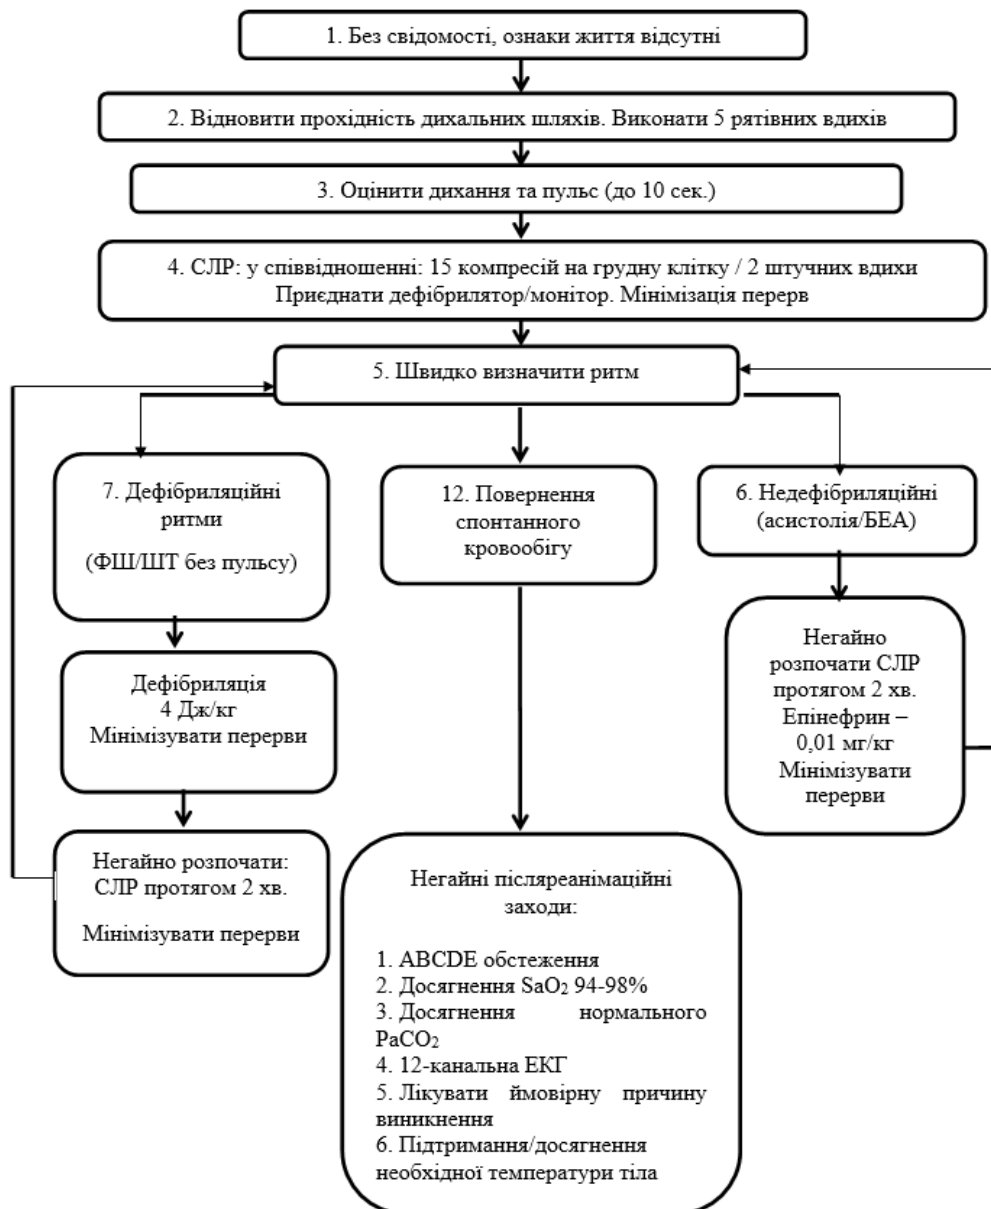 1. Без свідомості, ознаки життя відсутні
2. Відновити прохідність дихальних шляхів. Виконати 5 рятівних вдихів
3. Оцінити дихання та пульс (до 10 сек.)
4. СЛР: у співвідношенні: 15 компресій на грудну клітку / 2 штучних вдихи
Приєднати дефібрилятор/монітор. Мінімізація перерв
5. Швидко визначити ритм
7. Дефібриляційні
ритми
(ФШ/ШТ без пульсу)
12. Повернення
спонтанного
кровообігу
6. Недефібриляційні
(асистолія/БЕА)
Дефібриляція
4 Дж/кг
Мінімізувати перерви
Негайно
розпочати СЛР
протягом 2 хв.
Епінефрин –
0,01 мг/кг
Мінімізувати
перерви
Негайно розпочати:
СЛР протягом 2 хв.
Мінімізувати перерви
Негайні післяреанімаційні
заходи:
1. ABCDE обстеження
2. Досягнення SaO₂ 94-98%
3. Досягнення нормального
PaCO₂
4. 12-канальна ЕКГ
5. Лікувати ймовірну причину
виникнення
6. Підтримання/досягнення
необхідної температури тіла